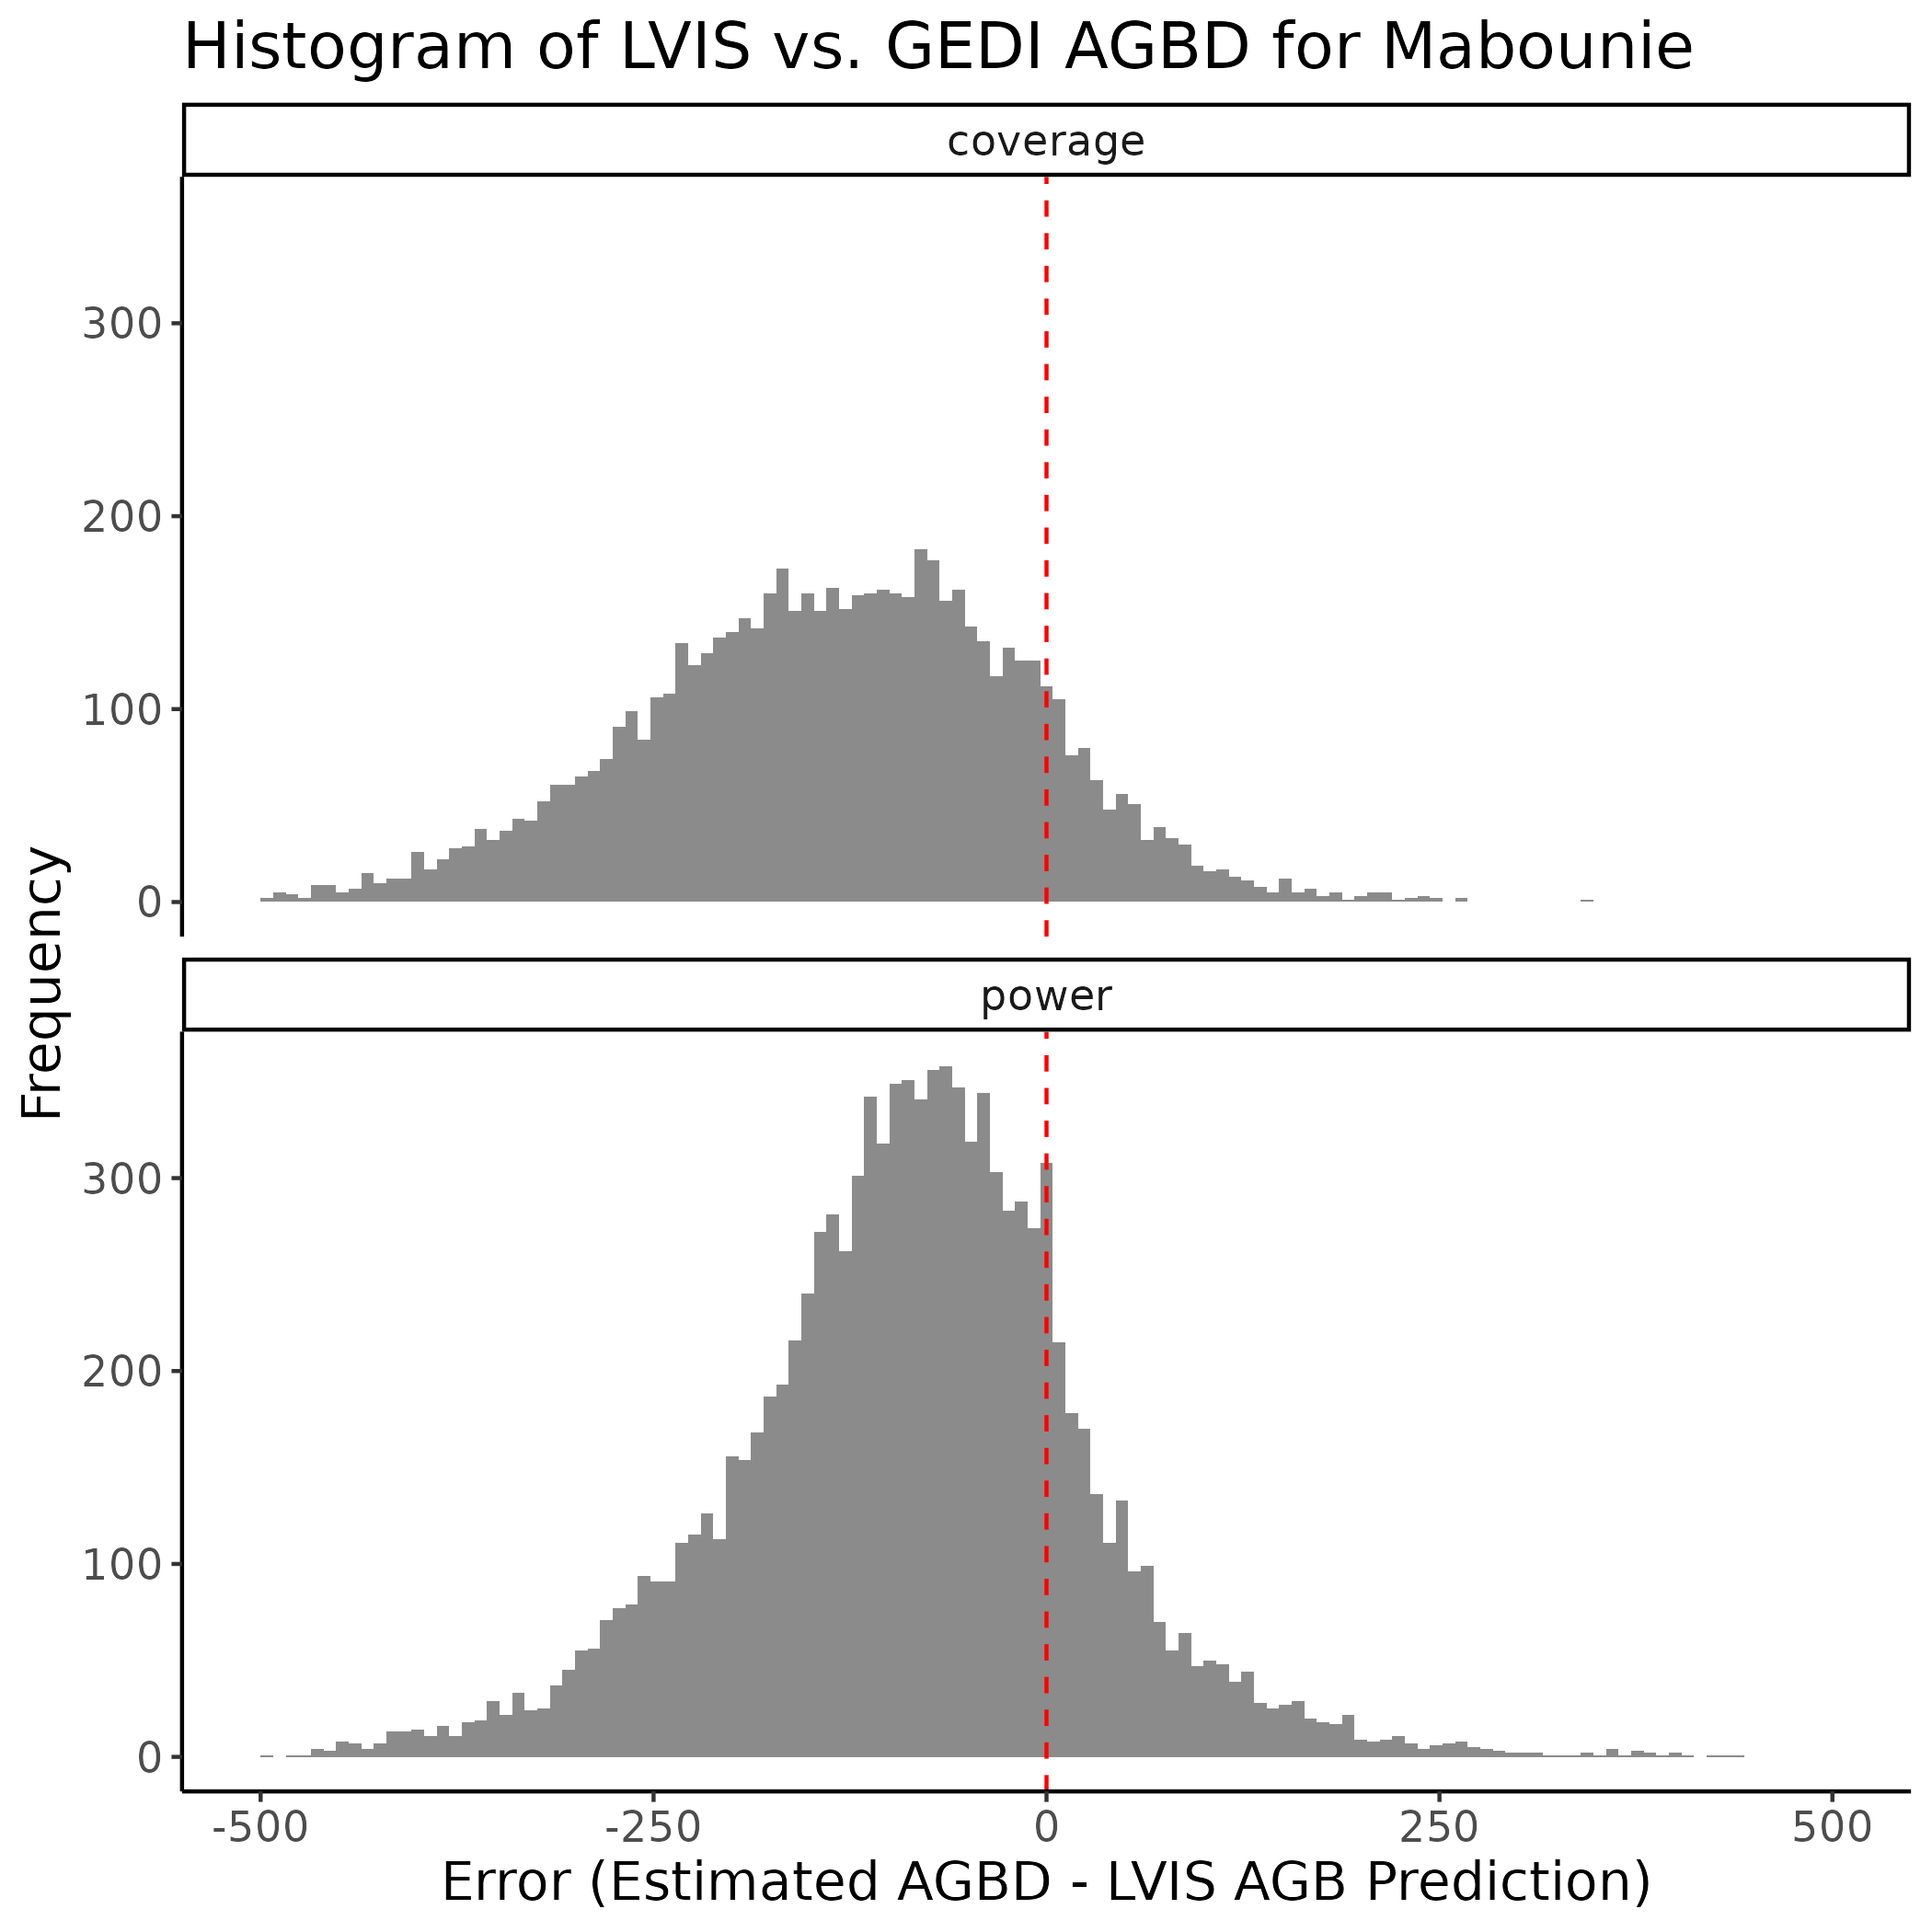 Histogram of LVIS vs. GEDI AGBD for Mabounie
coverage
300
200
100
0
Frequency
power
300
200
100
0
-500 -250 0 250 500
Error (Estimated AGBD - LVIS AGB Prediction)